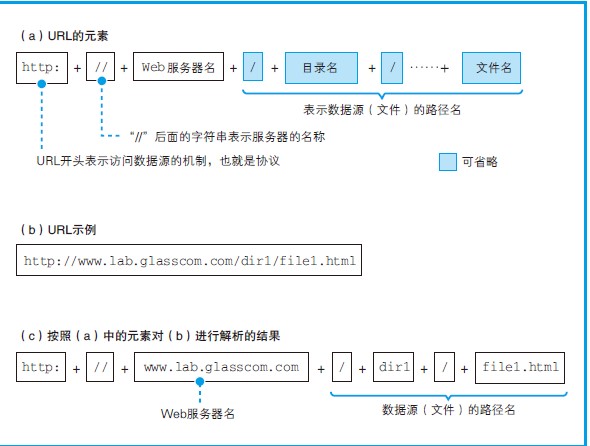 （a）URL的元素
http: + // + Web服务器名 + / + 目录名 + / ……+ 文件名
表示数据源（文件）的路径名
“//”后面的字符串表示服务器的名称
URL开头表示访问数据源的机制，也就是协议
可省略
（b）URL示例
http://www.lab.glasscom.com/dir1/file1.html
（c）按照（a）中的元素对（b）进行解析的结果
http: + // + www.lab.glasscom.com + / + dir1 + / + file1.html
Web服务器名
数据源（文件）的路径名